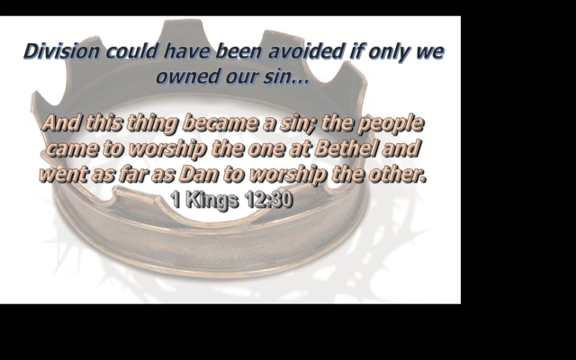 Division could have been avoided if only we
owned our sin...
And this thing became a sin; the people
came to worship the one at Bethel and
went as far as Dan to worship the other.
1 Kings 12:30